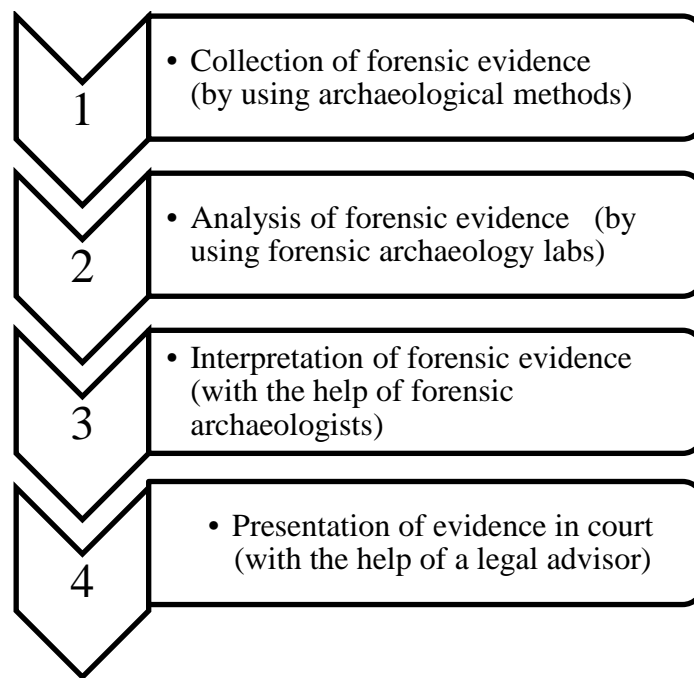 1
• Collection of forensic evidence
(by using archaeological methods)
2
• Analysis of forensic evidence (by
using forensic archaeology labs)
3
• Interpretation of forensic evidence
(with the help of forensic
archaeologists)
4
• Presentation of evidence in court
(with the help of a legal advisor)